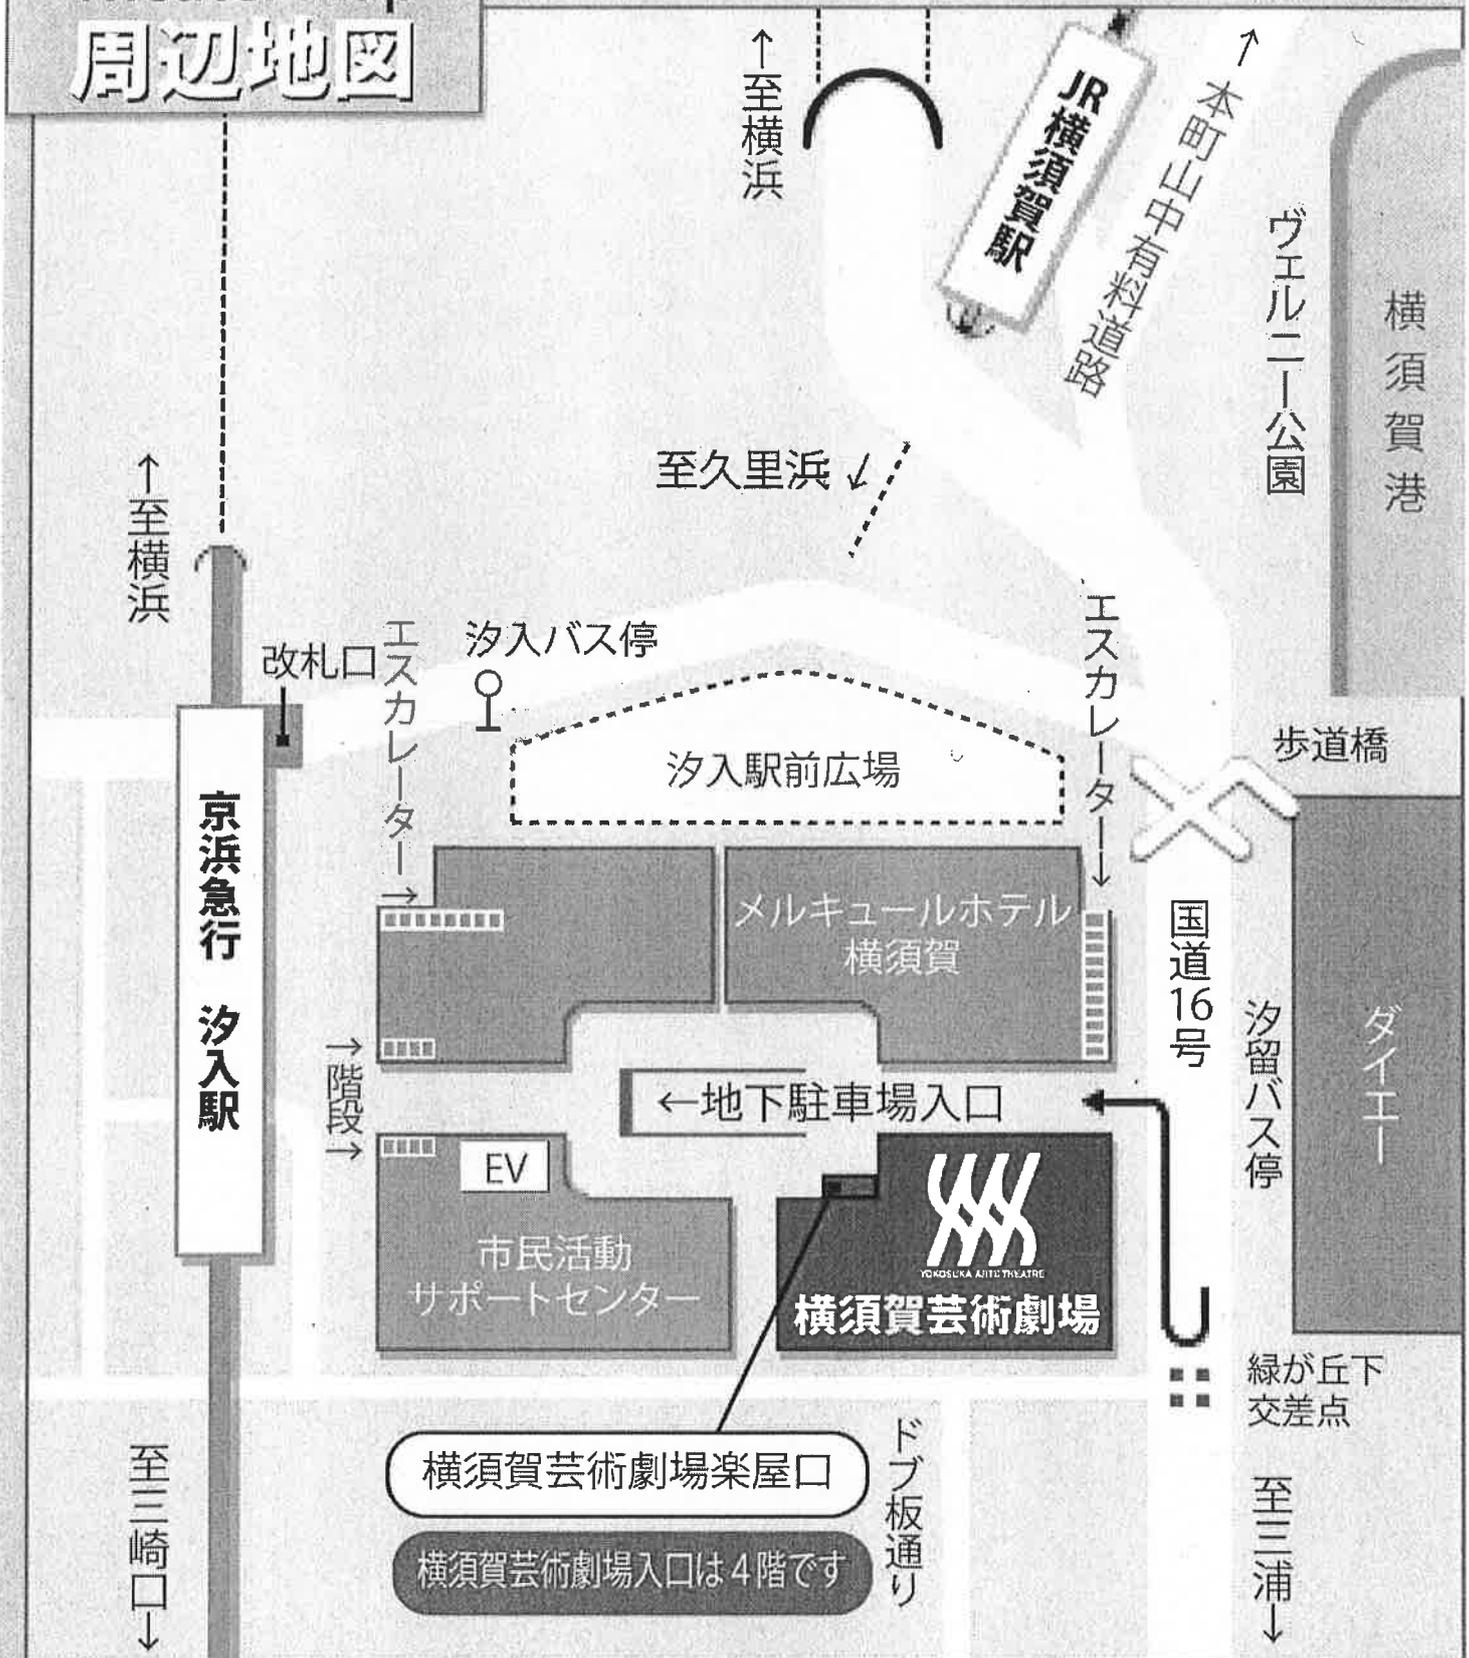 周辺地図
↑至横浜
JR横須賀駅
↑本町山中有料道路
ヴェルニー公園
横須賀港
至久里浜↙
↑至横浜
改札口
エスカレーター→
汐入バス停
エスカレーター→
汐入駅前広場
歩道橋
京浜急行 汐入駅
メルキュールホテル
横須賀
国道16号
汐留バス停
ダイエー
↑階段→
←地下駐車場入口
EV
市民活動
サポートセンター
YOKOSUKA ARTS THEATRE
横須賀芸術劇場
緑が丘下
交差点
横須賀芸術劇場楽屋口
横須賀芸術劇場入口は4階です
ドブ板通り
至三崎口↓
至三浦↓